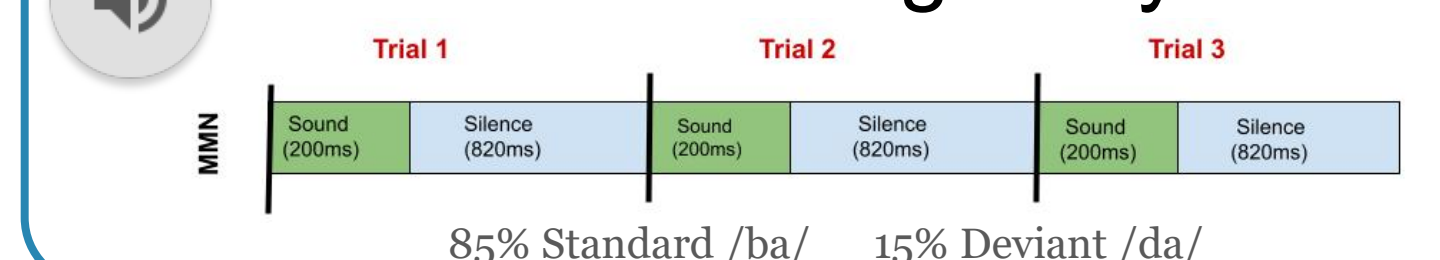 Trial 1 Trial 2 Trial 3
MMN
Sound Silence Sound Silence Sound Silence
(200ms) (820ms) (200ms) (820ms) (200ms) (820ms)
85% Standard /ba/ 15% Deviant /da/